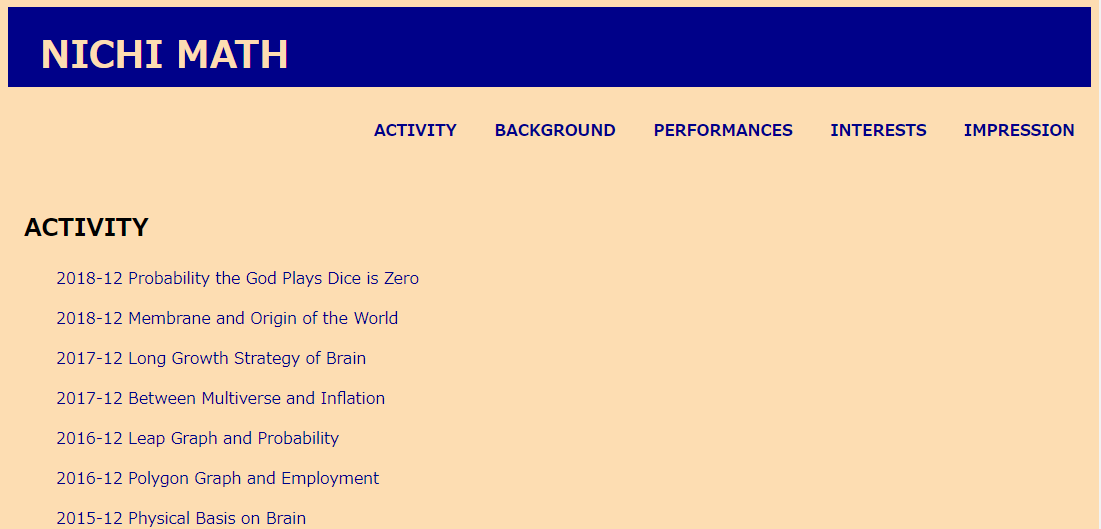 NICHI MATH
ACTIVITY BACKGROUND PERFORMANCES INTERESTS IMPRESSION
ACTIVITY
2018-12 Probability the God Plays Dice is Zero
2018-12 Membrane and Origin of the World
2017-12 Long Growth Strategy of Brain
2017-12 Between Multiverse and Inflation
2016-12 Leap Graph and Probability
2016-12 Polygon Graph and Employment
2015-12 Physical Basis on Brain